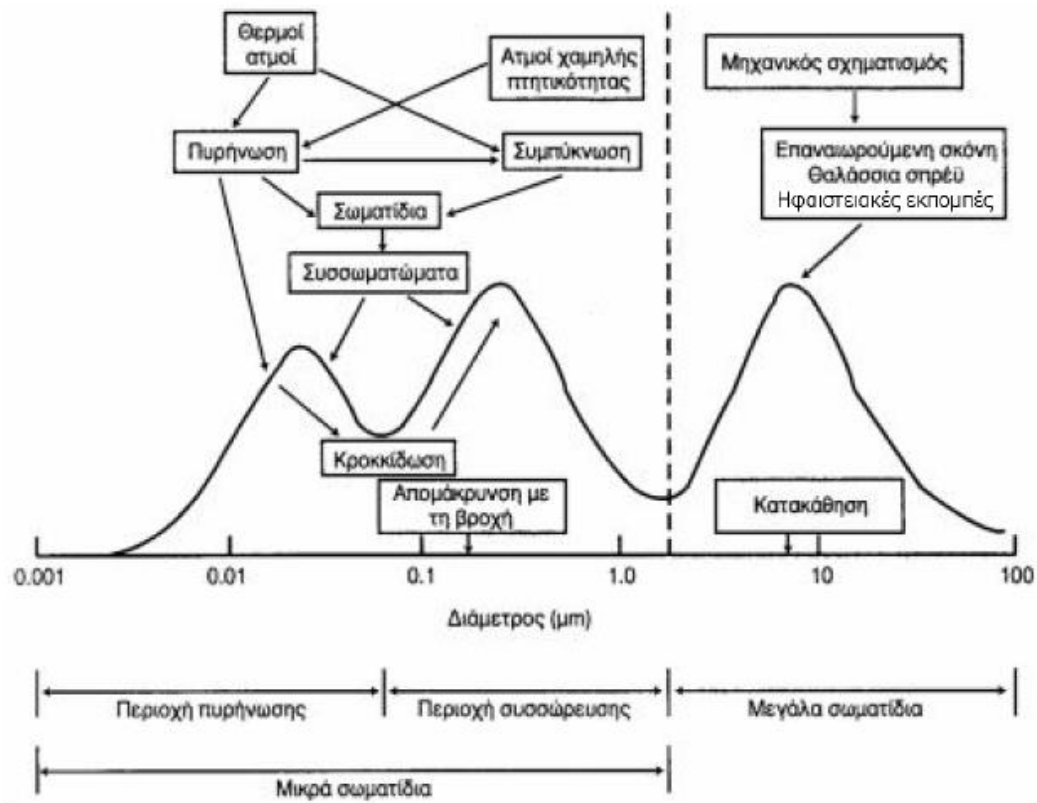 Θερμοί
ατμοί
Ατμοί χαμηλής
πτητικότητας
Μηχανικός σχηματισμός
Πυρήνωση
Συμπύκνωση
Επαναιωρούμενη σκόνη
Θαλάσσια σπρέϋ
Ηφαιστειακές εκπομπές
Σωματίδια
Συσσωματώματα
Κροκκίδωση
Απομάκρυνση με
τη βροχή
Κατακάθηση
0.001 0.01 0.1 1.0 10 100
Διάμετρος (μm)
Περιοχή πυρήνωσης Περιοχή συσσώρευσης Μεγάλα σωματίδια
Μικρά σωματίδια